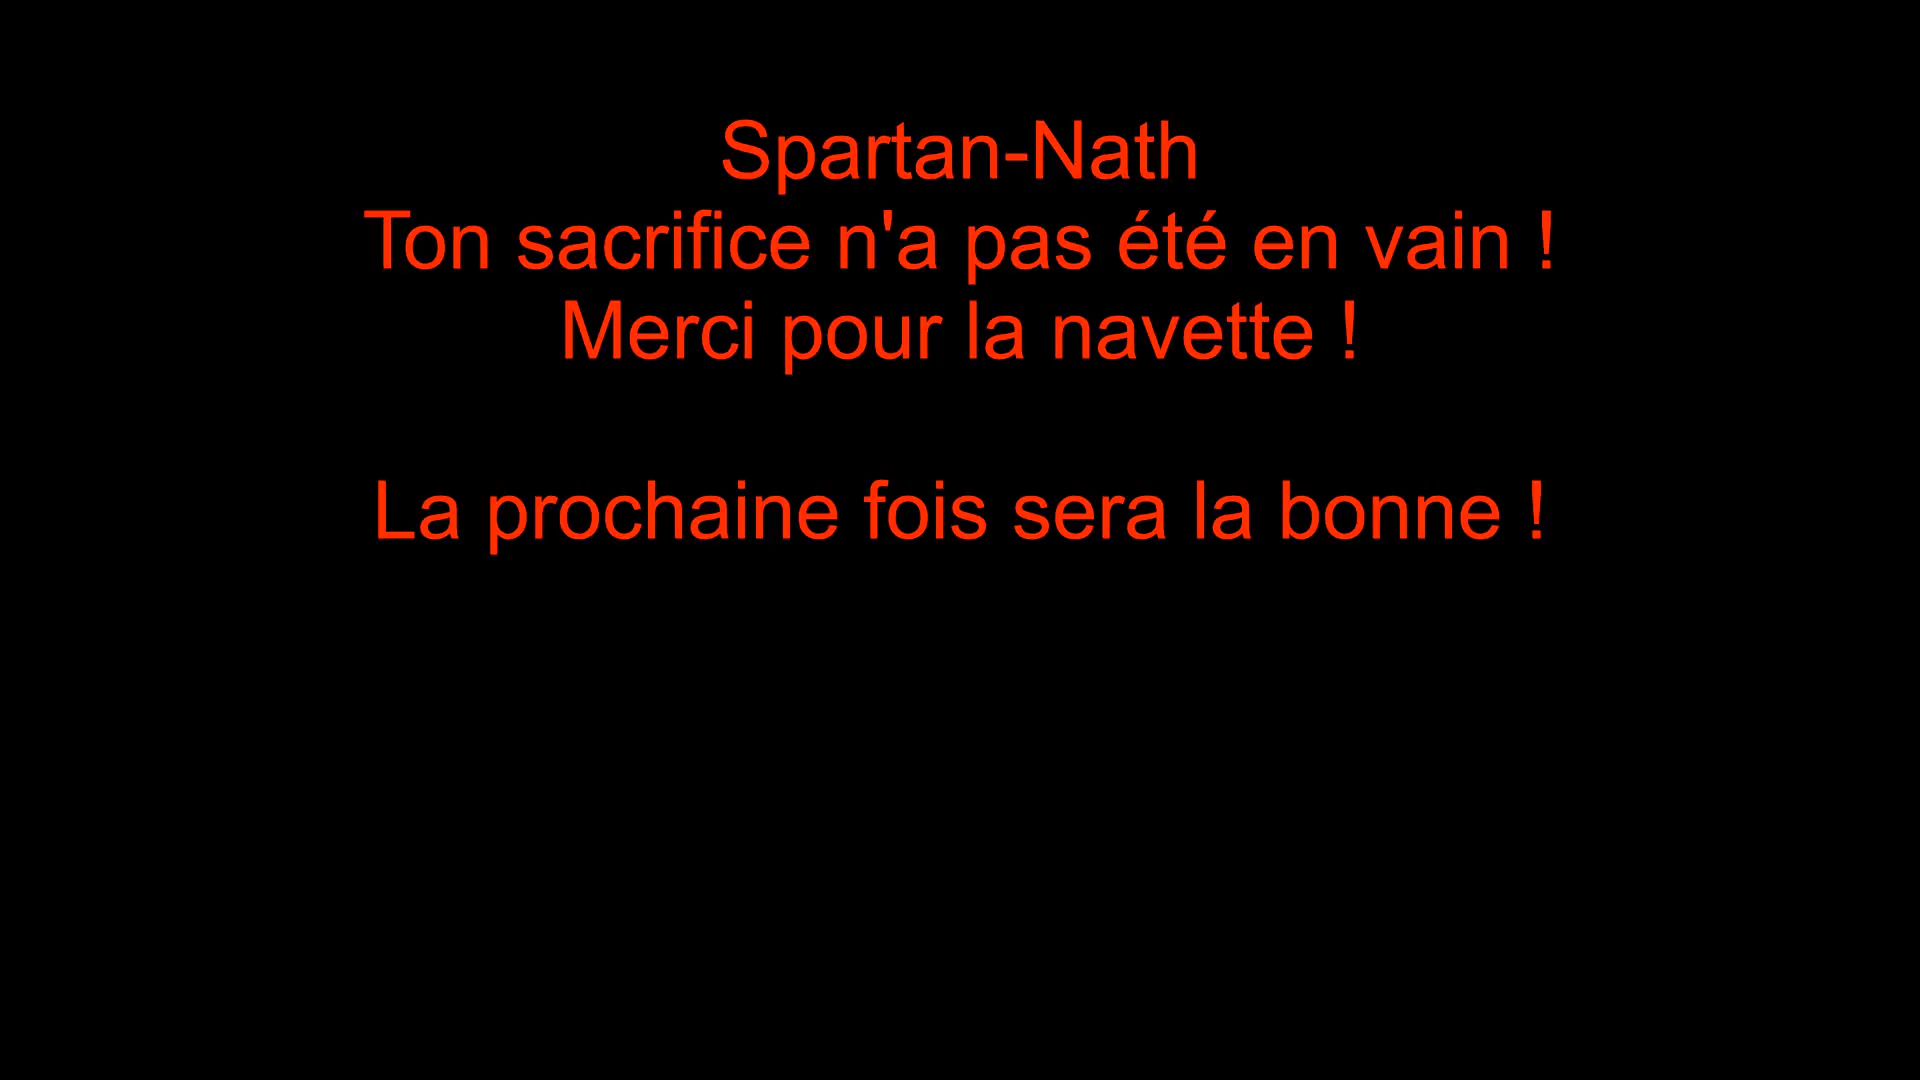 Spartan-Nath
Ton sacrifice n'a pas été en vain !
Merci pour la navette !
La prochaine fois sera la bonne !